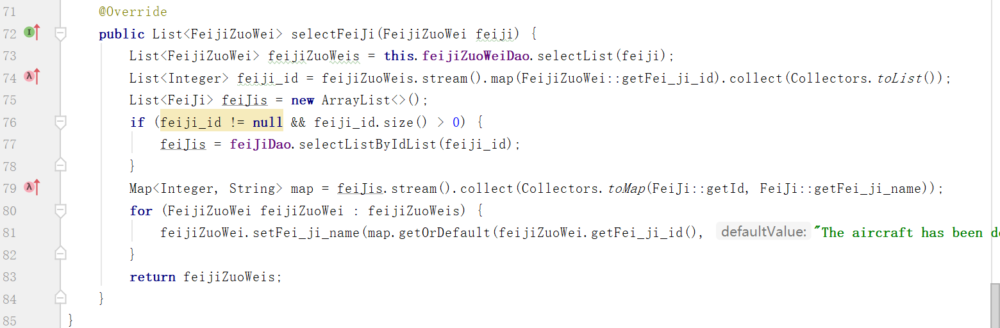 71 @Override
72 public List<FeijiZuoWei> selectFeiJi(FeijiZuoWei feiji) {
73 List<FeijiZuoWei> feijiZuoWeis = this.feijiZuoWeiDao.selectList(feiji);
74 List<Integer> feiji_id = feijiZuoWeis.stream().map(FeijiZuoWei::getFei_ji_id).collect(Collectors.toList());
75 List<FeiJi> feiJis = new ArrayList<>();
76 if (feiji_id != null && feiji_id.size() > 0) {
77 feiJis = feiJiDao.selectListByIdList(feiji_id);
78 }
79 Map<Integer, String> map = feiJis.stream().collect(Collectors.toMap(FeiJi::getId, FeiJi::getFei_ji_name));
80 for (FeijiZuoWei feijiZuoWei : feijiZuoWeis) {
81 feijiZuoWei.setFei_ji_name(map.getOrDefault(feijiZuoWei.getFei_ji_id(), defaultValue: "The aircraft has been
82 }
83 return feijiZuoWeis;
84 }
85 }